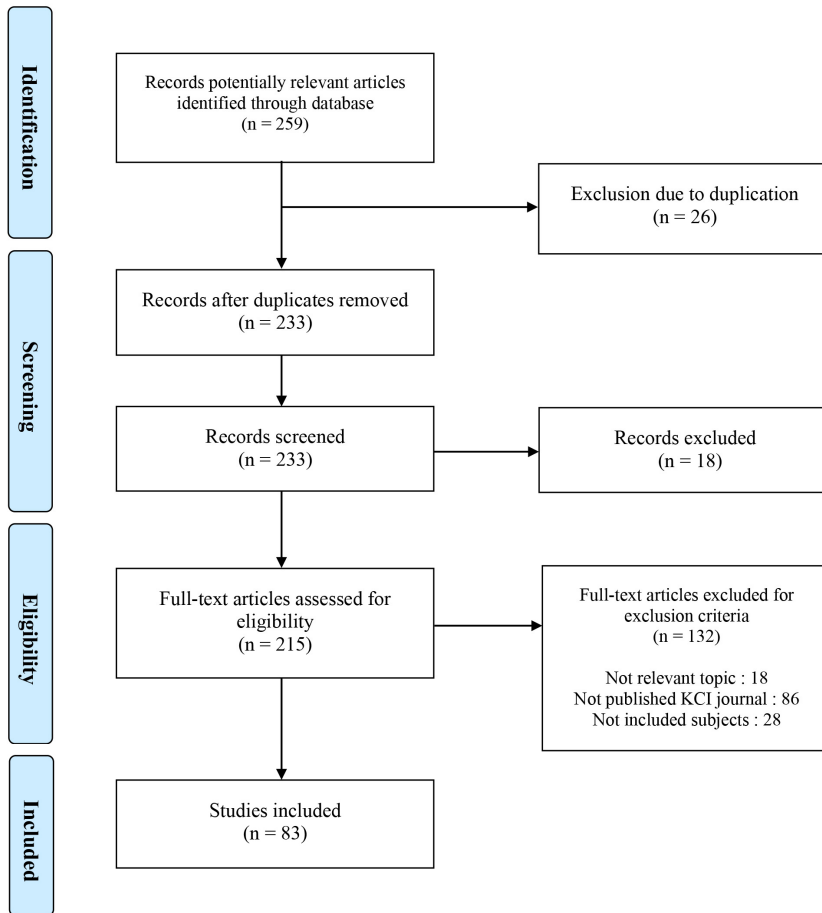 Identification
Records potentially relevant articles
identified through database
(n = 259)
Exclusion due to duplication
(n = 26)
Screening
Records after duplicates removed
(n = 233)
Records screened
(n = 233)
Records excluded
(n = 18)
Eligibility
Full-text articles assessed for
eligibility
(n = 215)
Full-text articles excluded for
exclusion criteria
(n = 132)
Not relevant topic : 18
Not published KCI journal : 86
Not included subjects : 28
Included
Studies included
(n = 83)